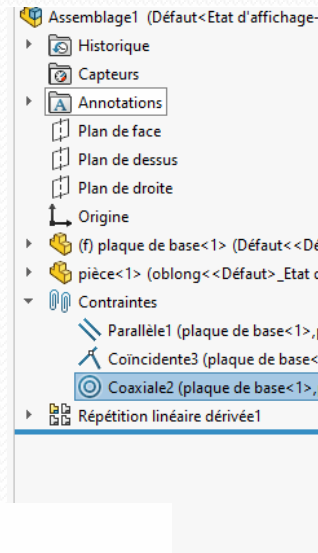 Assemblage1 (Défaut<Etat d'affichage-
Historique
Capteurs
Annotations
Plan de face
Plan de dessus
Plan de droite
Origine
(f) plaque de base<1> (Défaut<<Dé
pièce<1> (oblong<<Défaut>_Etat d
Contraintes
Parallèle1 (plaque de base<1>,p
Coïncidente3 (plaque de base<
Coaxiale2 (plaque de base<1>,
Répétition linéaire dérivée1